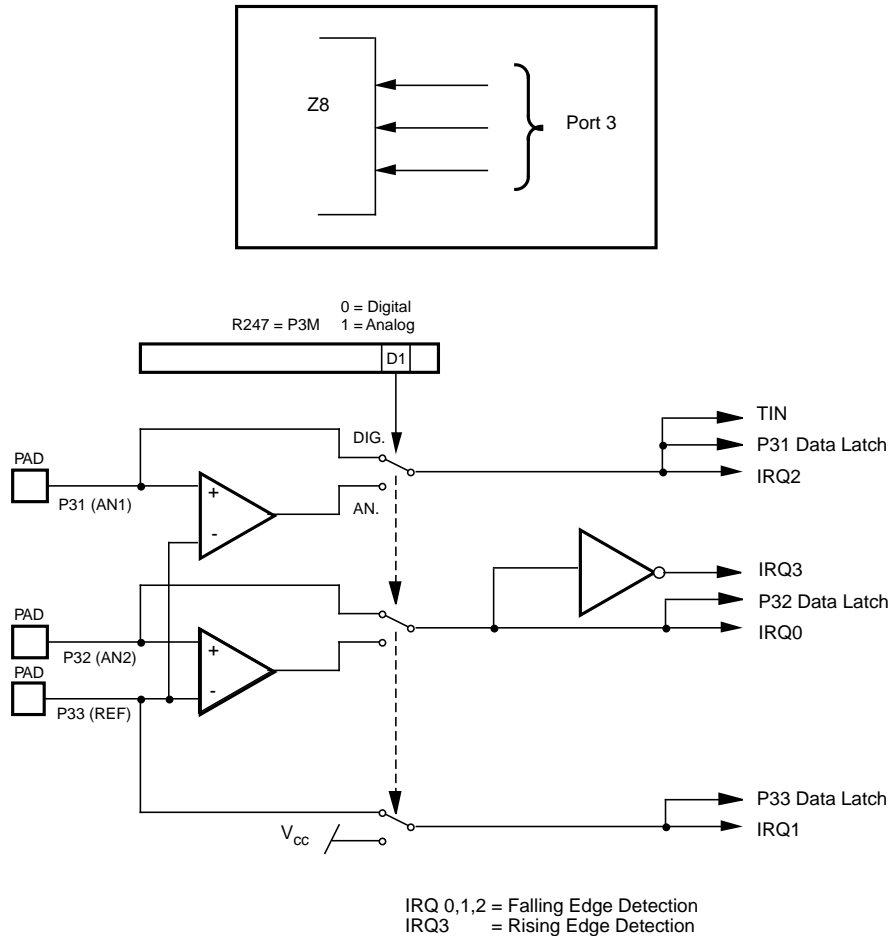 Z8
Port 3
0 = Digital
R247 = P3M 1 = Analog
D1
DIG.
TIN
P31 Data Latch
PAD
IRQ2
P31 (AN1)
+
AN.
-
IRQ3
P32 Data Latch
PAD
IRQ0
P32 (AN2)
+
PAD
-
P33 (REF)
P33 Data Latch
Vcc
IRQ1
IRQ 0,1,2 = Falling Edge Detection
IRQ3 = Rising Edge Detection